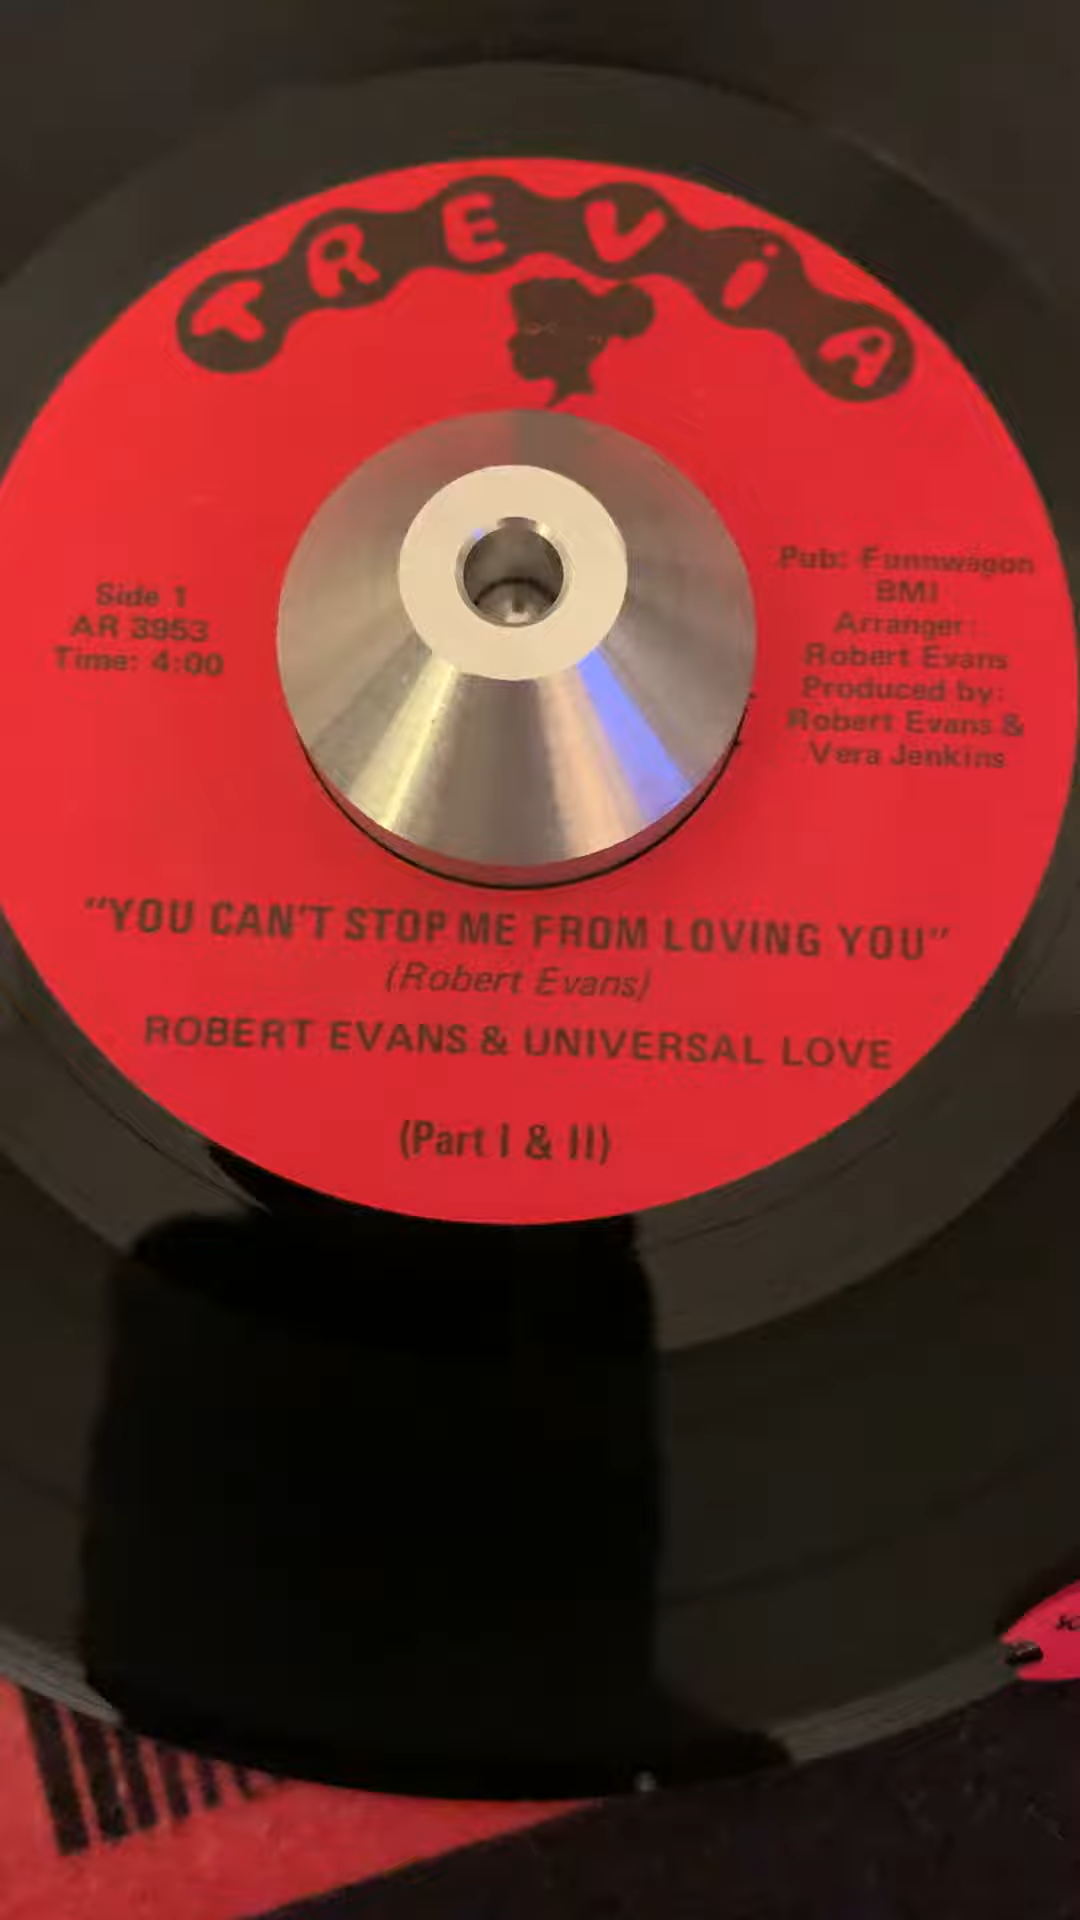 TREViA
Side 1
AR 3953
Time: 4:00
Pub: Funnwagon
BMI
Arranger:
Robert Evans
Produced by:
Robert Evans &
Vera Jenkins
"YOU CAN'T STOP ME FROM LOVING YOU"
(Robert Evans)
ROBERT EVANS & UNIVERSAL LOVE
(Part I & II)